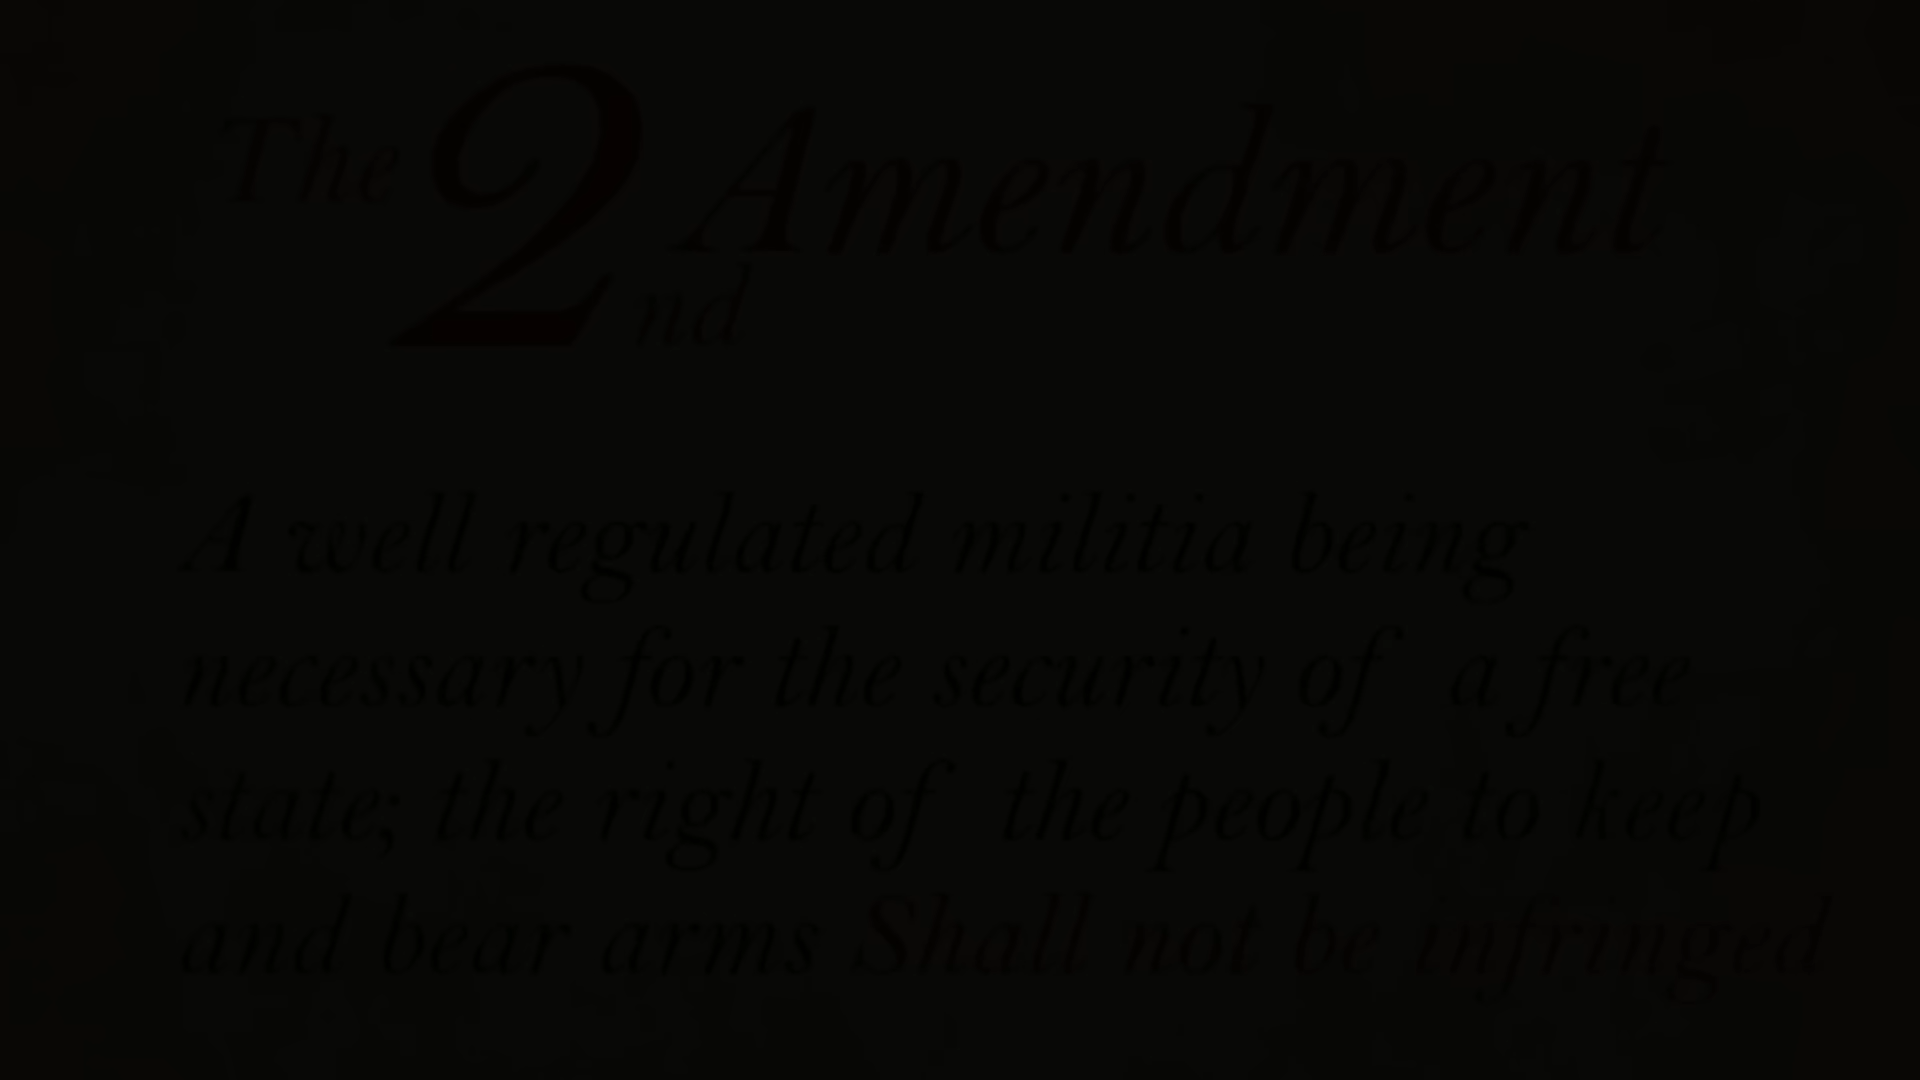 The 2nd Amendment
A well regulated militia being
necessary for the security of a free
state; the right of the people to keep
and bear arms Shall not be infringed